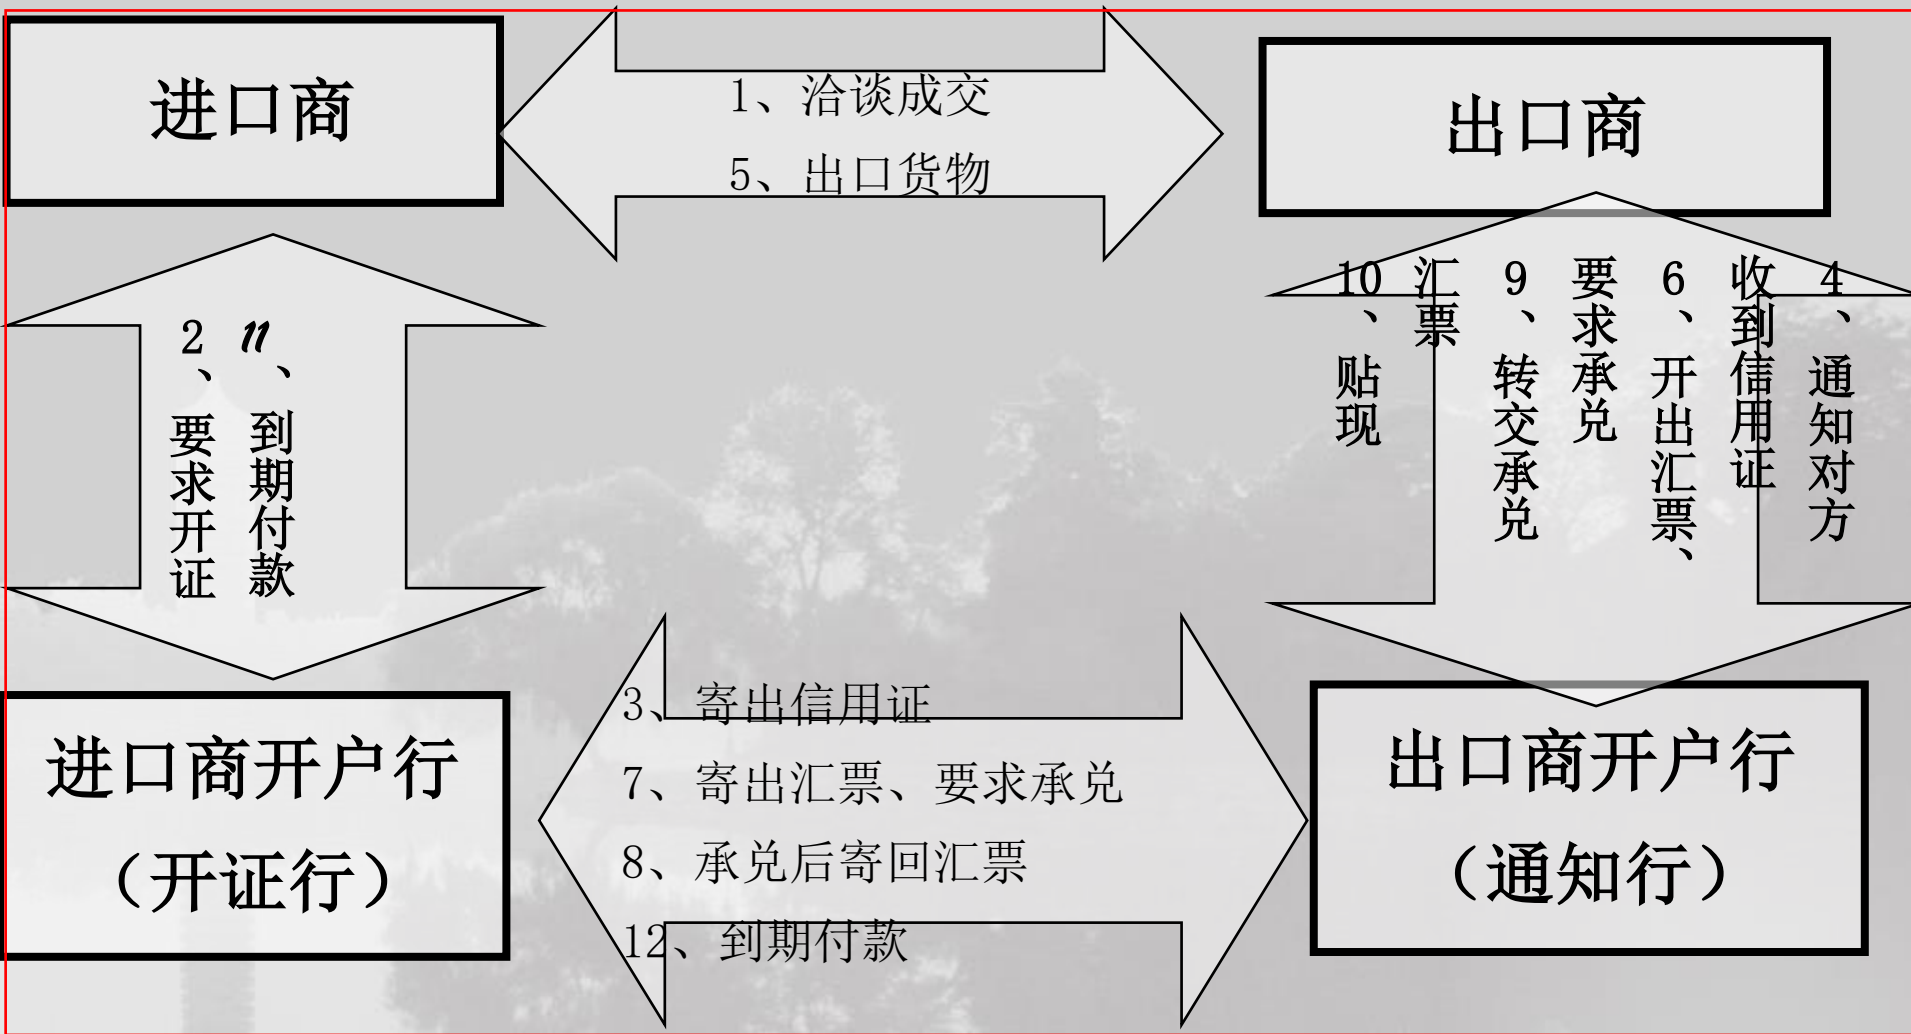 进口商
1、洽谈成交
5、出口货物
出口商
2、要求开证
11、到期付款
4、通知对方
收到信用证
6、开出汇票、
要求承兑
9、转交承兑
汇票
10、贴现
进口商开户行
（开证行）
3、寄出信用证
7、寄出汇票、要求承兑
8、承兑后寄回汇票
12、到期付款
出口商开户行
（通知行）